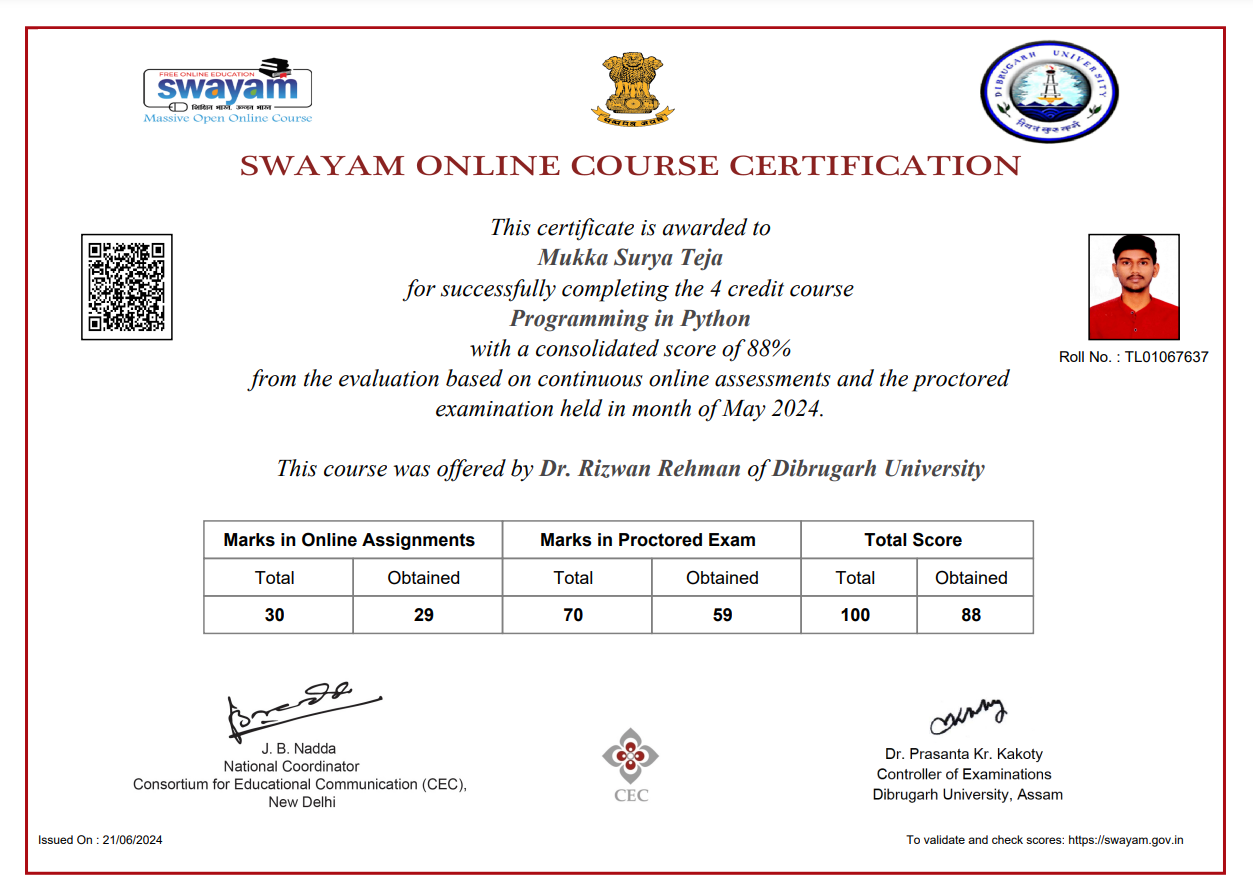 FREE ONLINE EDUCATION
swayam
शिक्षित भारत, उन्नत भारत
Massive Open Online Course
सत्यमेव जयते
DIBRUGARH UNIVERSITY
नियतं कुरु कर्म
SWAYAM ONLINE COURSE CERTIFICATION
This certificate is awarded to
Mukka Surya Teja
for successfully completing the 4 credit course
Programming in Python
with a consolidated score of 88%
from the evaluation based on continuous online assessments and the proctored
examination held in month of May 2024.
Roll No. : TL01067637
This course was offered by Dr. Rizwan Rehman of Dibrugarh University
Marks in Online Assignments Marks in Proctored Exam Total Score
Total Obtained Total Obtained Total Obtained
30 29 70 59 100 88
J. B. Nadda
National Coordinator
Consortium for Educational Communication (CEC),
New Delhi
CEC
Dr. Prasanta Kr. Kakoty
Controller of Examinations
Dibrugarh University, Assam
Issued On : 21/06/2024
To validate and check scores: https://swayam.gov.in